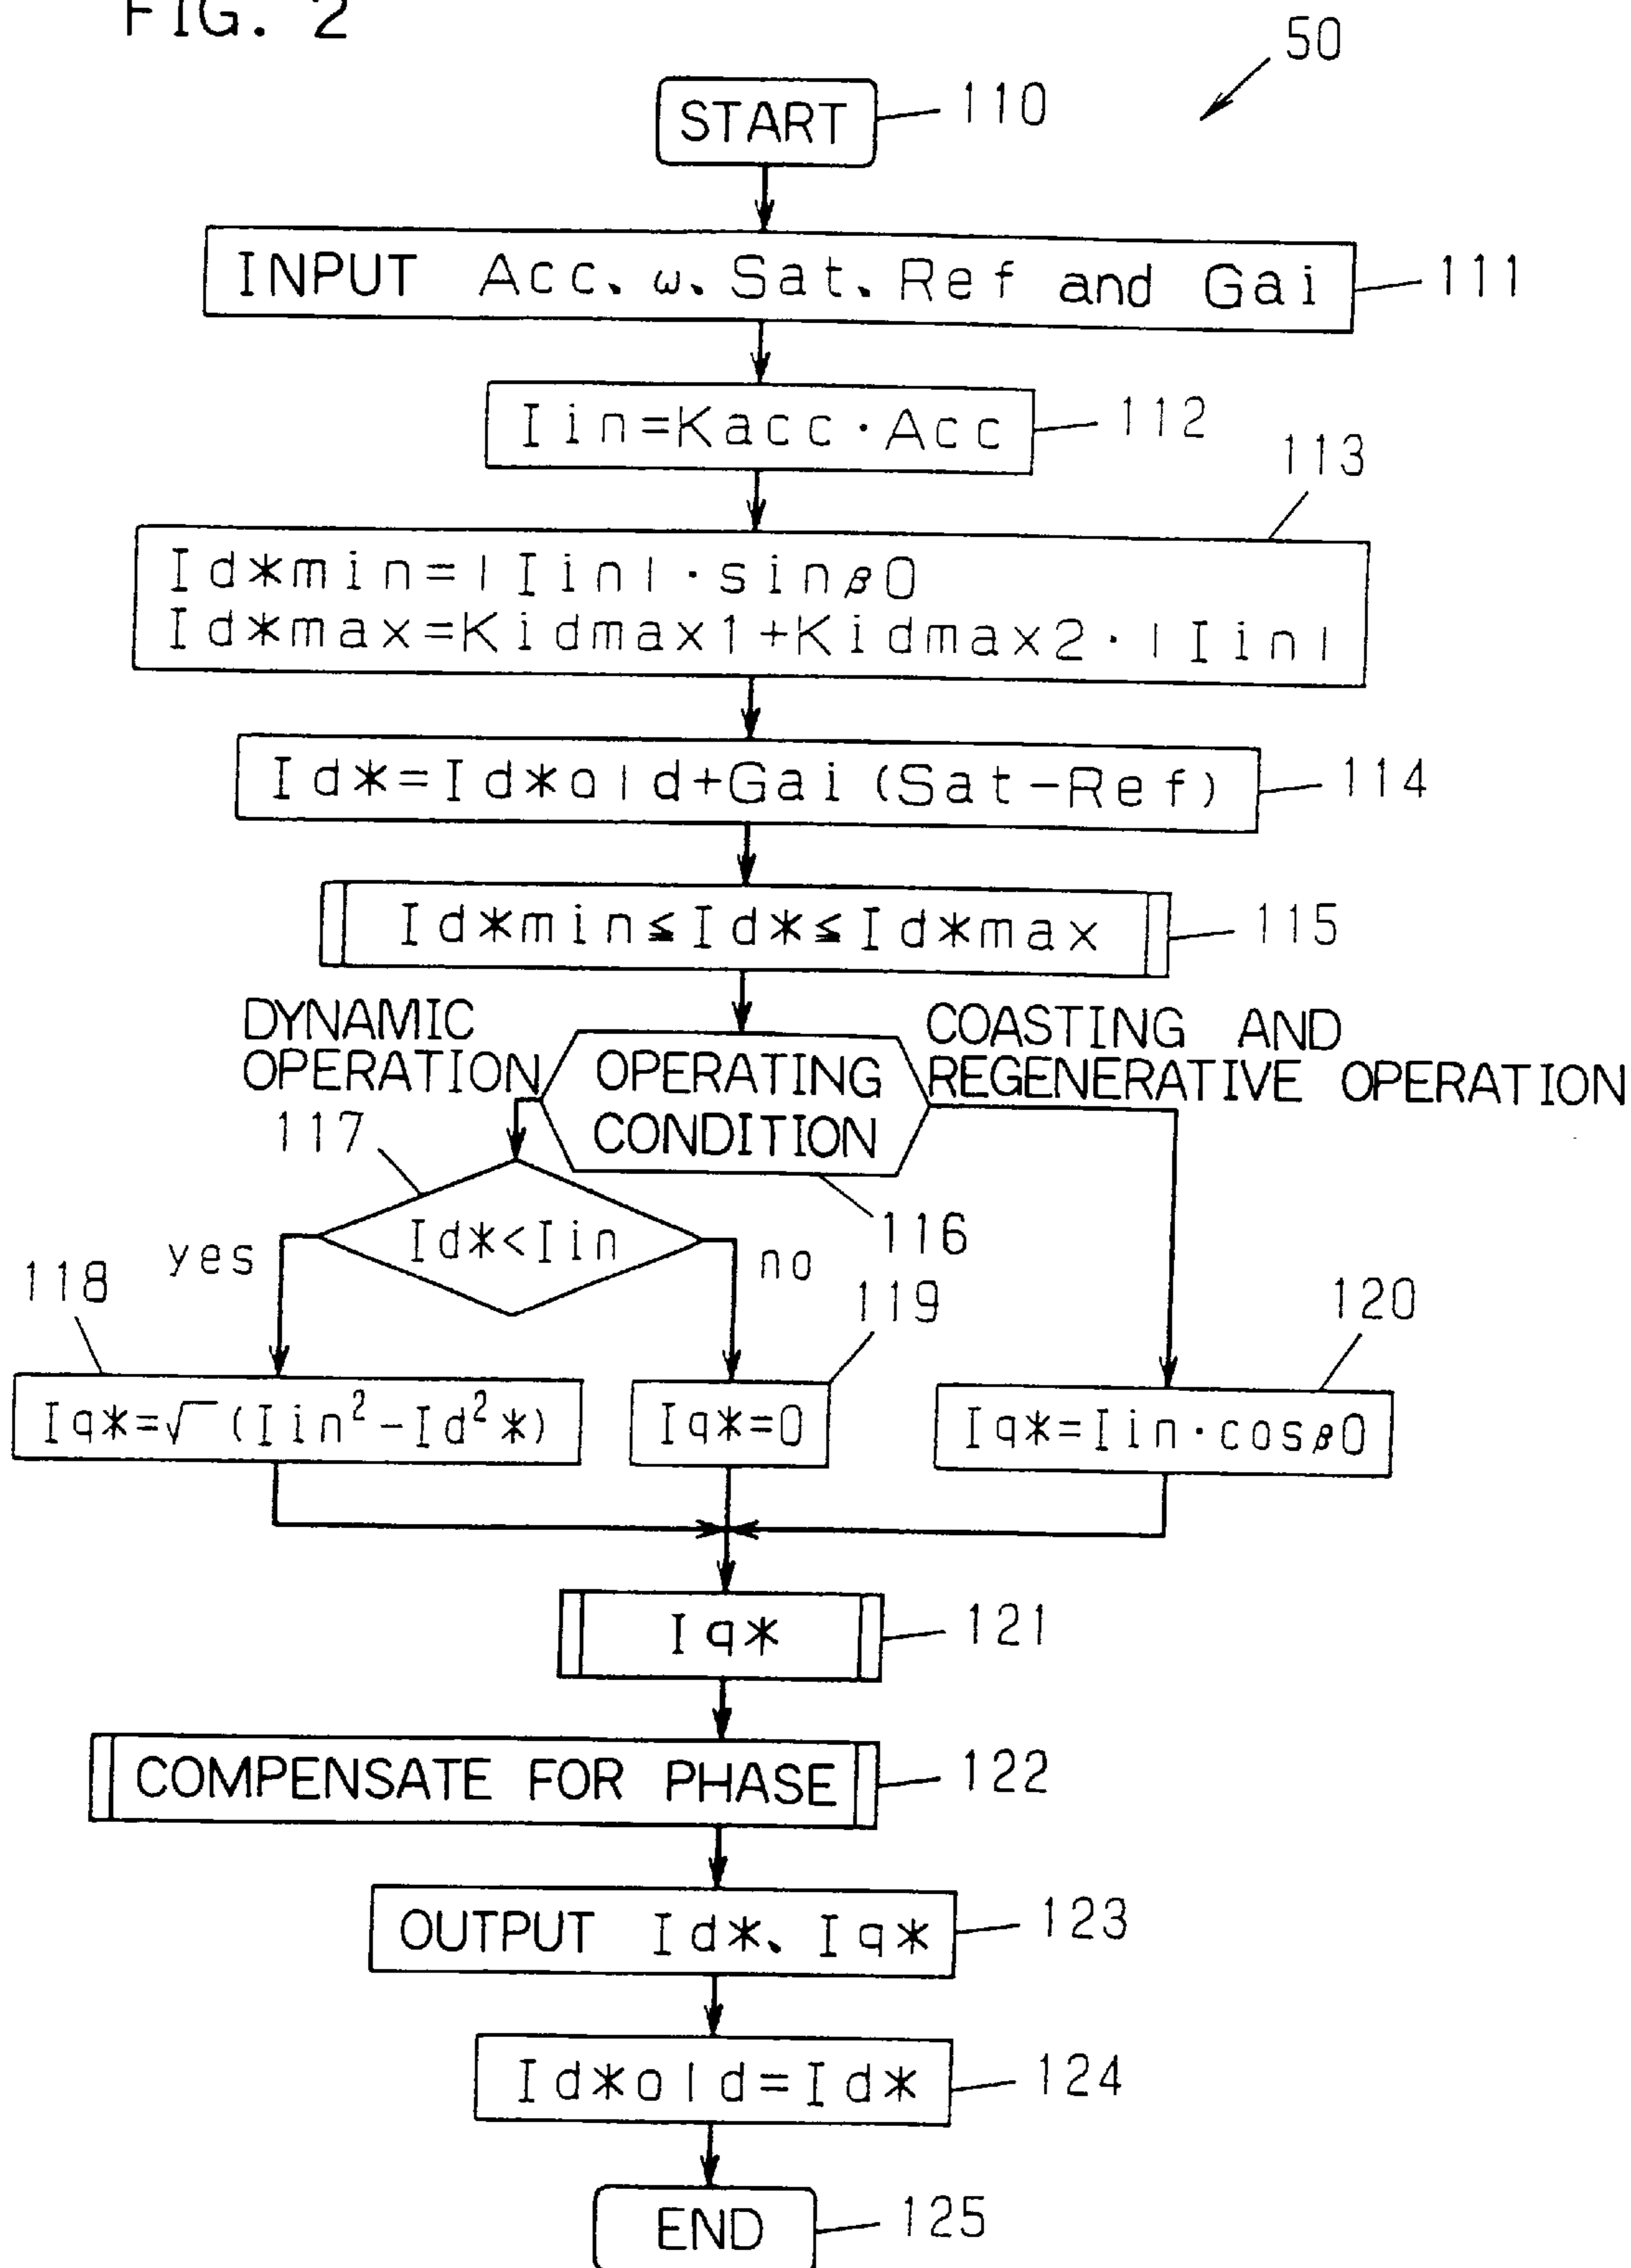 FIG. 2
50
START
110
INPUT Acc、ω、Sat、Ref and Gai
111
Iin=Kacc·Acc
112
113
Id*min=|Iin|·sinβ0
Id*max=Kidmax1+Kidmax2·|Iin|
Id*=Id*old+Gai(Sat-Ref)
114
Id*min≦Id*≦Id*max
115
DYNAMIC
OPERATION
OPERATING
CONDITION
COASTING AND
REGENERATIVE OPERATION
116
117
Id*<Iin
yes
no
118
119
120
Iq*=√(Iin²-Id²*)
Iq*=0
Iq*=Iin·cosβ0
Iq*
121
COMPENSATE FOR PHASE
122
OUTPUT Id*、Iq*
123
Id*old=Id*
124
END
125